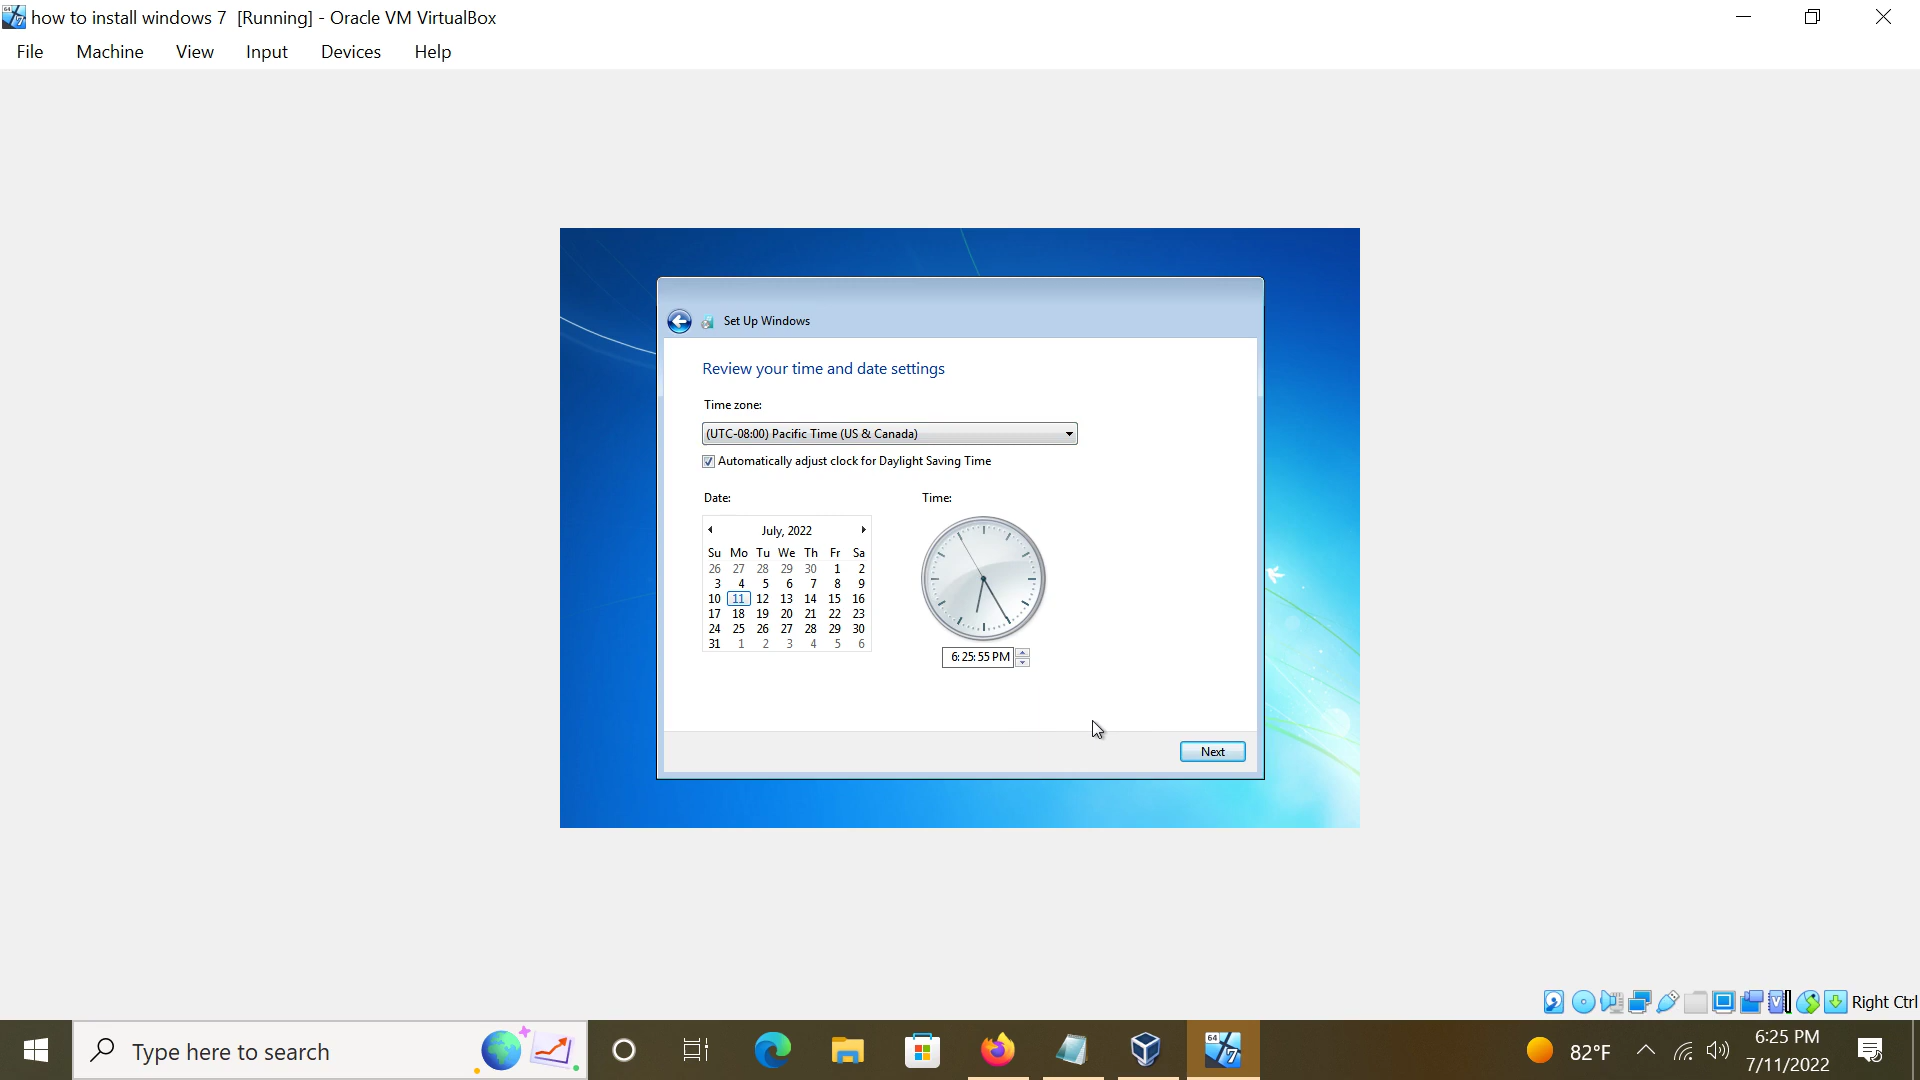 how to install windows 7 [Running] - Oracle VM VirtualBox
File Machine View Input Devices Help
Set Up Windows
Review your time and date settings
Time zone:
(UTC-08:00) Pacific Time (US & Canada)
Automatically adjust clock for Daylight Saving Time
Date:
July, 2022
Su Mo Tu We Th Fr Sa
26 27 28 29 30 1 2
3 4 5 6 7 8 9
10 11 12 13 14 15 16
17 18 19 20 21 22 23
24 25 26 27 28 29 30
31 1 2 3 4 5 6
Time:
6:25:55 PM
Next
Right Ctrl
Type here to search
64
7
82°F
6:25 PM
7/11/2022